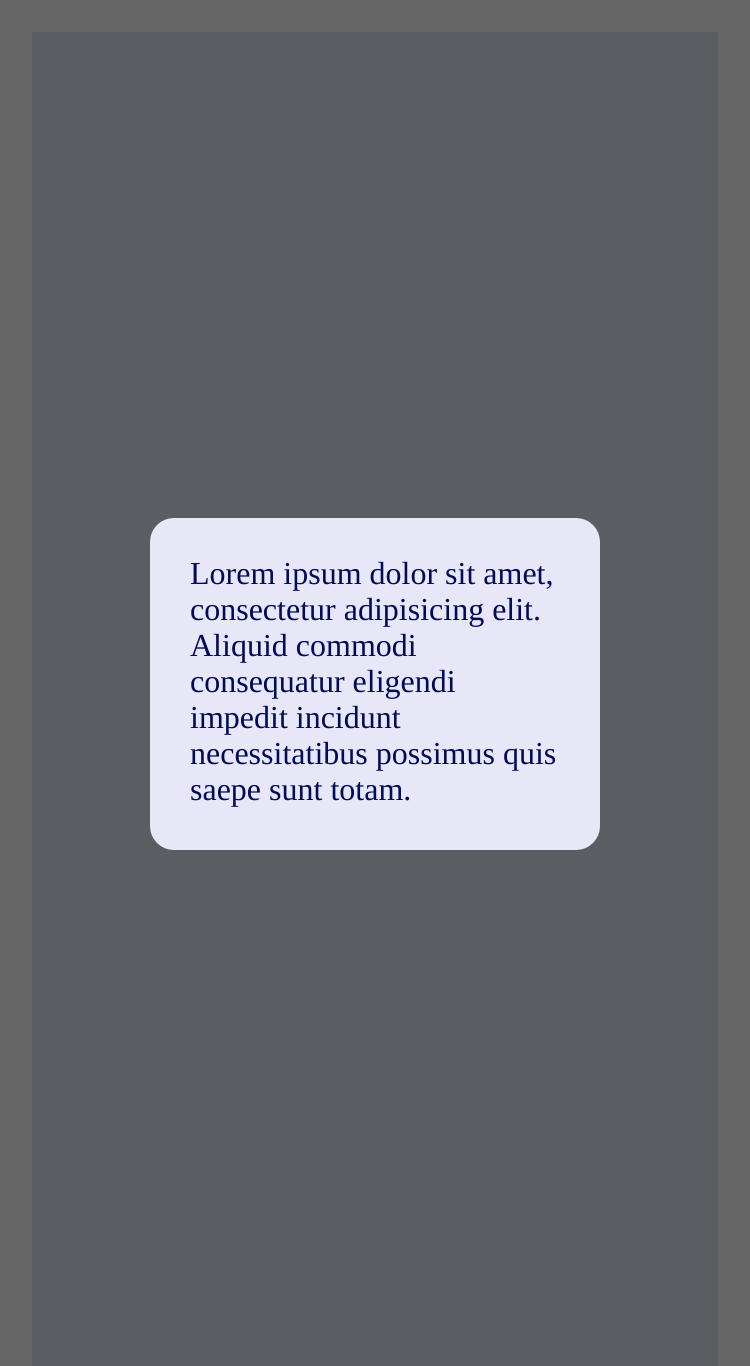 Lorem ipsum dolor sit amet,
consectetur adipisicing elit.
Aliquid commodi
consequatur eligendi
impedit incidunt
necessitatibus possimus quis
saepe sunt totam.